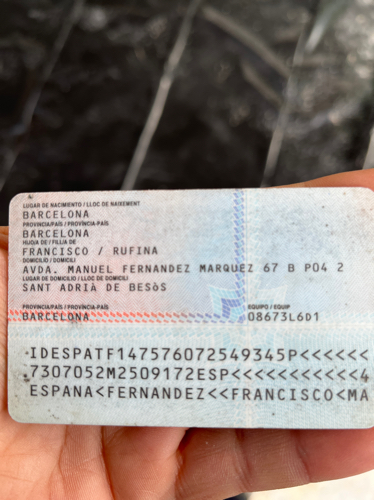 LUGAR DE NACIMIENTO / LLOC DE NAIXEMENT
BARCELONA
PROVINCIA/PAÍS / PROVÍNCIA-PAÍS
BARCELONA
HIJO/A DE / FILL/A DE
FRANCISCO / RUFINA
DOMICILIO / DOMICILI
AVDA. MANUEL FERNANDEZ MARQUEZ 67 B P04 2
LUGAR DE DOMICILIO / LLOC DE DOMICILI
SANT ADRIÀ DE BESòS
PROVINCIA/PAÍS / PROVÍNCIA-PAÍS EQUIPO / EQUIP
BARCELONA 08673L6D1
IDESPATF147576072549345P<<<<<<
7307052M2509172ESP<<<<<<<<<<<4
ESPANA<FERNANDEZ<<FRANCISCO<MA